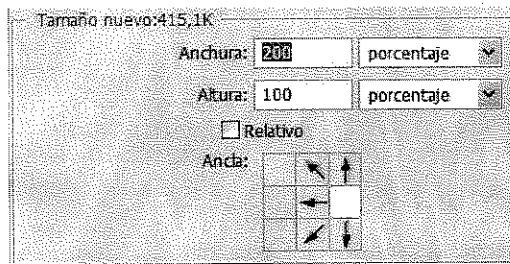 Tamaño nuevo:415,1K
Anchura: 200 porcentaje
Altura: 100 porcentaje
Relativo
Ancla: